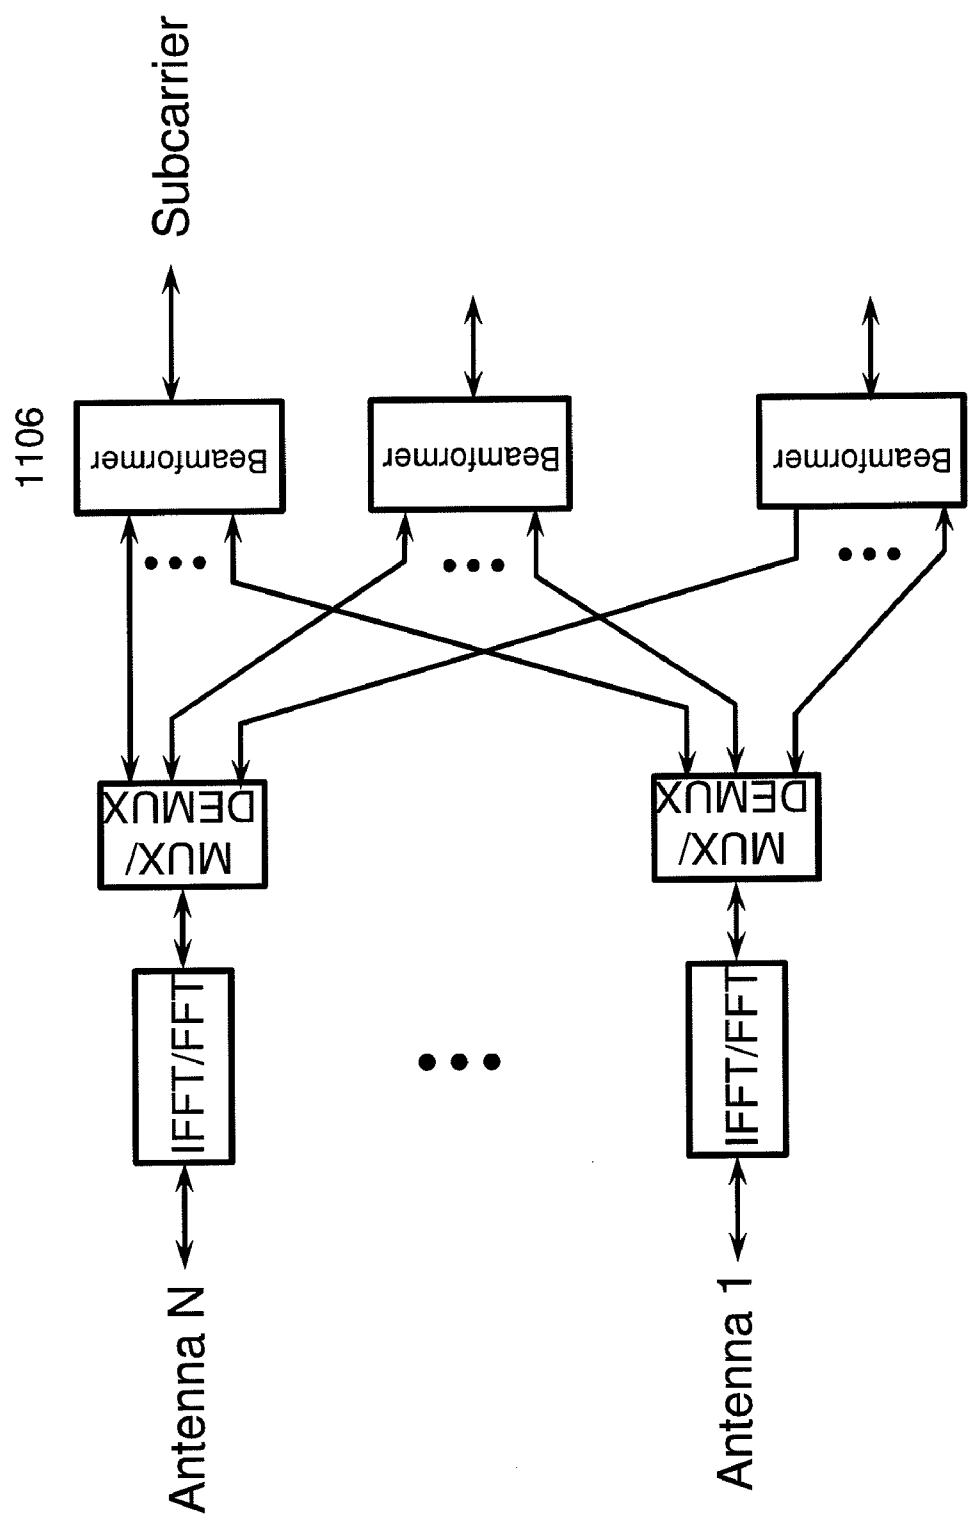 1106
Subcarrier
Beamformer
Beamformer
Beamformer
MUX/
DEMUX
MUX/
DEMUX
IFFT/FFT
IFFT/FFT
Antenna N
Antenna 1